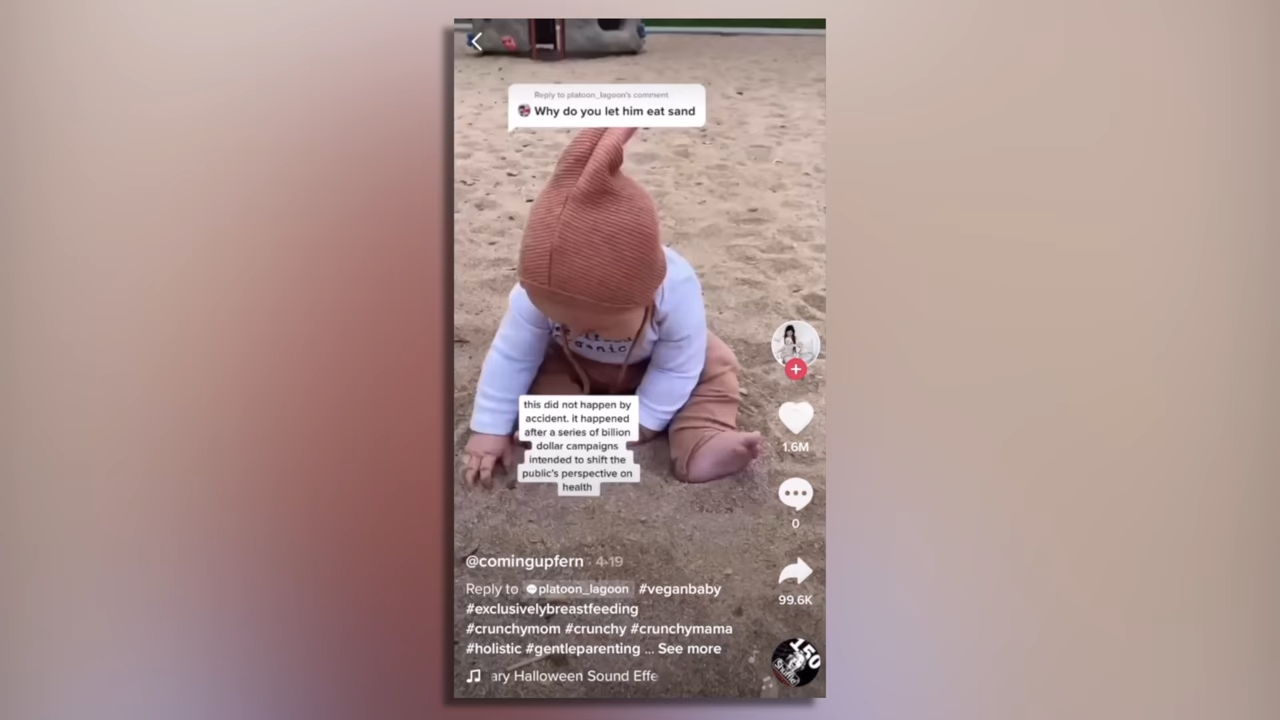 Reply to platoon_lagoon's comment
Why do you let him eat sand
organic
this did not happen by
accident. it happened
after a series of billion
dollar campaigns
intended to shift the
public's perspective on
health
1.6M
0
@comingupfern · 4-19
99.6K
Reply to platoon_lagoon #veganbaby
#exclusivelybreastfeeding
#crunchymom #crunchy #crunchymama
#holistic #gentleparenting ... See more
150
ary Halloween Sound Effe